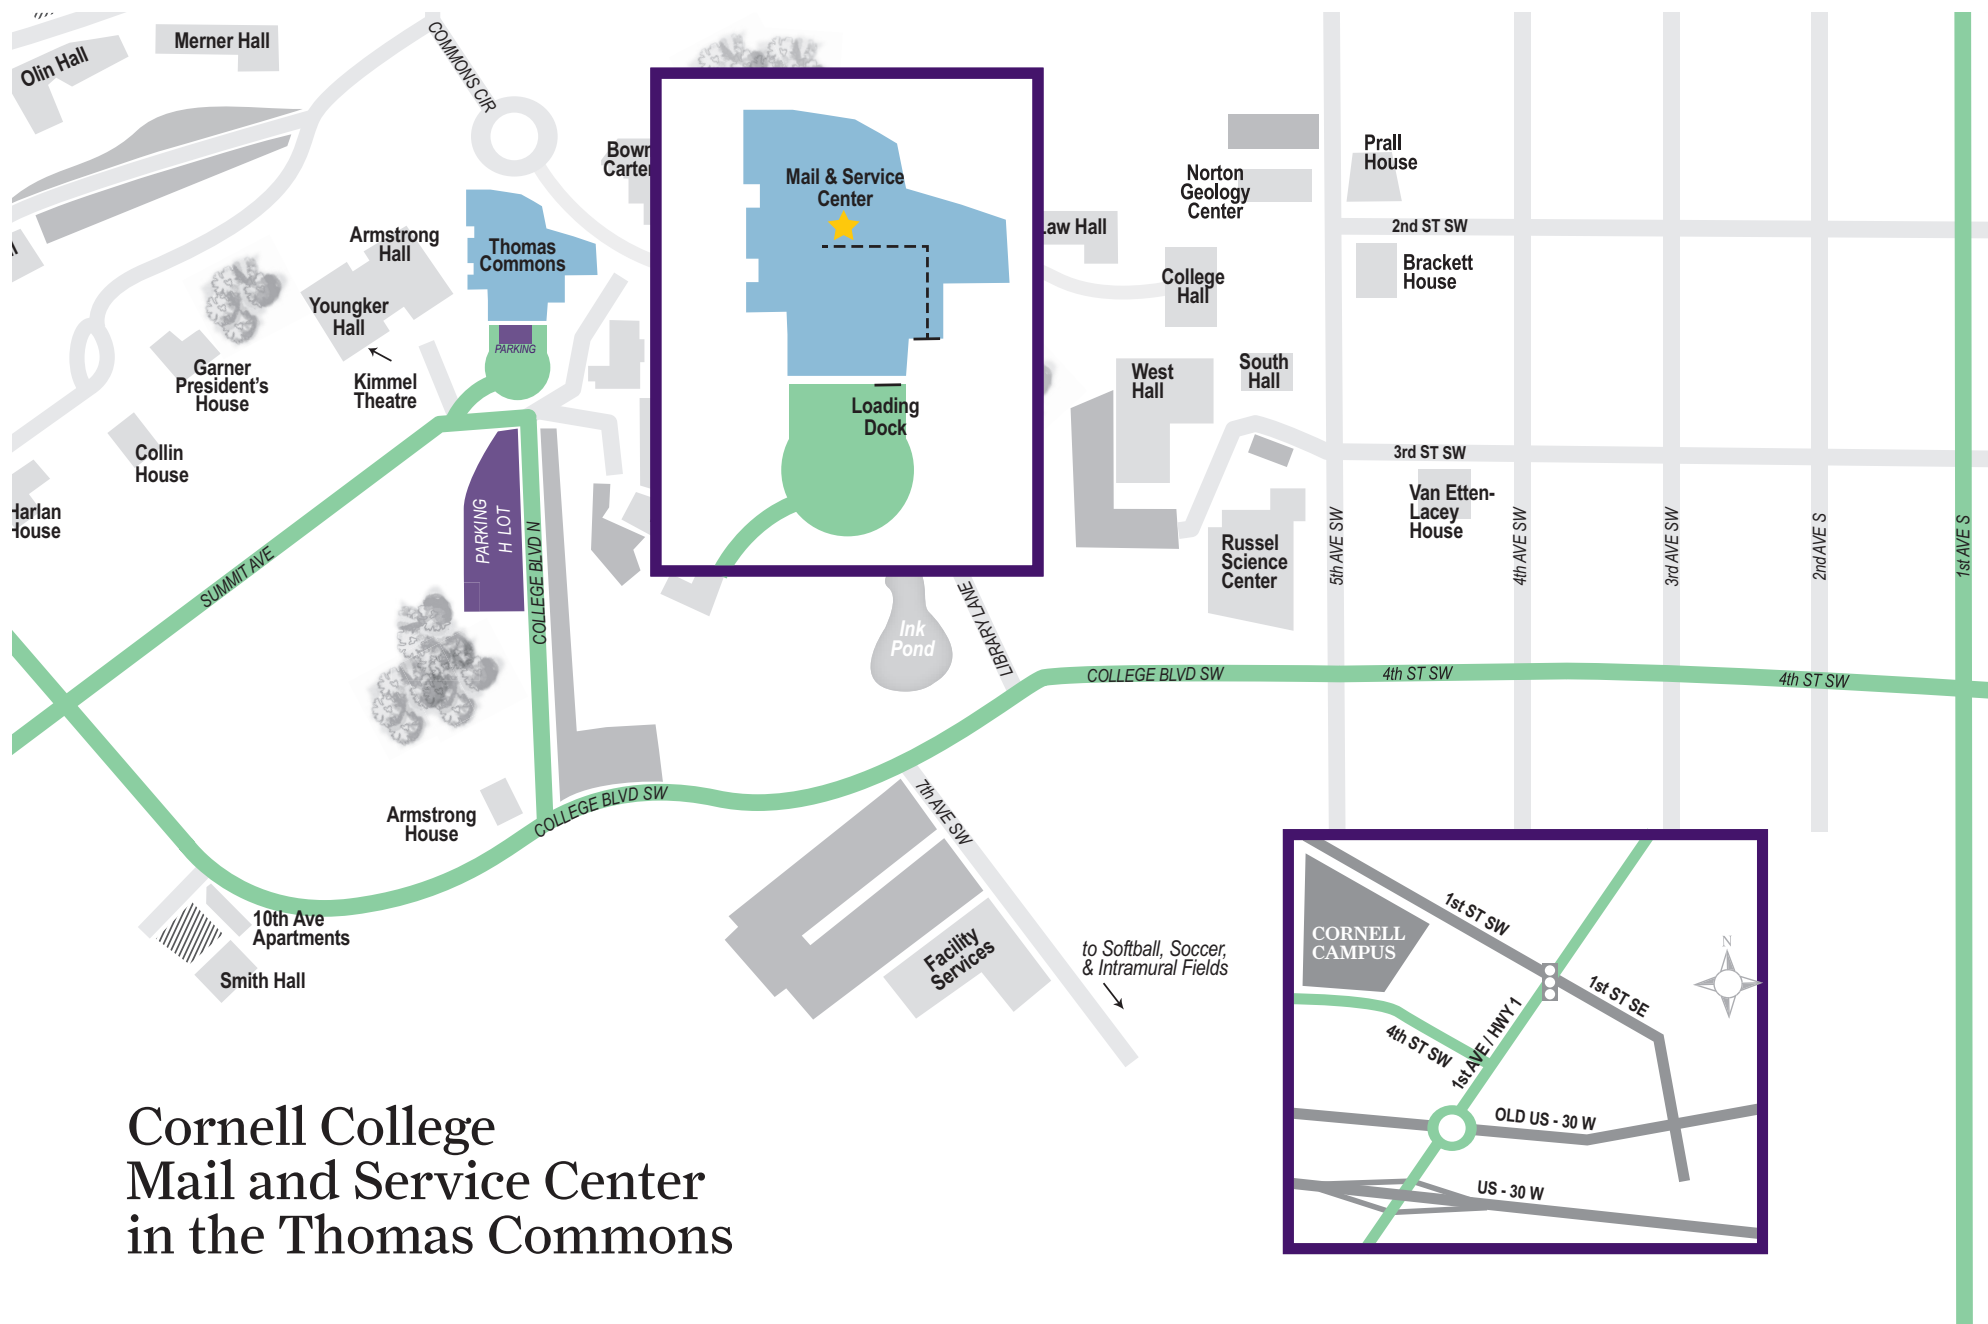 Olin Hall
Merner Hall
COMMONS CIR
Armstrong
Hall
Youngker
Hall
Kimmel
Theatre
Garner
President's
House
Collin
House
Harlan
House
Thomas
Commons
PARKING
PARKING
H LOT
SUMMIT AVE
COLLEGE BLVD N
Mail & Service
Center
Loading
Dock
Law Hall
Norton
Geology
Center
Prall
House
2nd ST SW
Brackett
House
College
Hall
West
Hall
South
Hall
3rd ST SW
Van Etten-
Lacey
House
Russel
Science
Center
5th AVE SW
4th AVE SW
3rd AVE SW
2nd AVE S
1st AVE S
Ink
Pond
LIBRARY LANE
COLLEGE BLVD SW
4th ST SW
4th ST SW
COLLEGE BLVD SW
7th AVE SW
Armstrong
House
10th Ave
Apartments
Smith Hall
Facility
Services
to Softball, Soccer,
& Intramural Fields
CORNELL
CAMPUS
1st ST SW
1st ST SE
N
4th ST SW
1st AVE / HWY 1
OLD US - 30 W
US - 30 W
Cornell College
Mail and Service Center
in the Thomas Commons